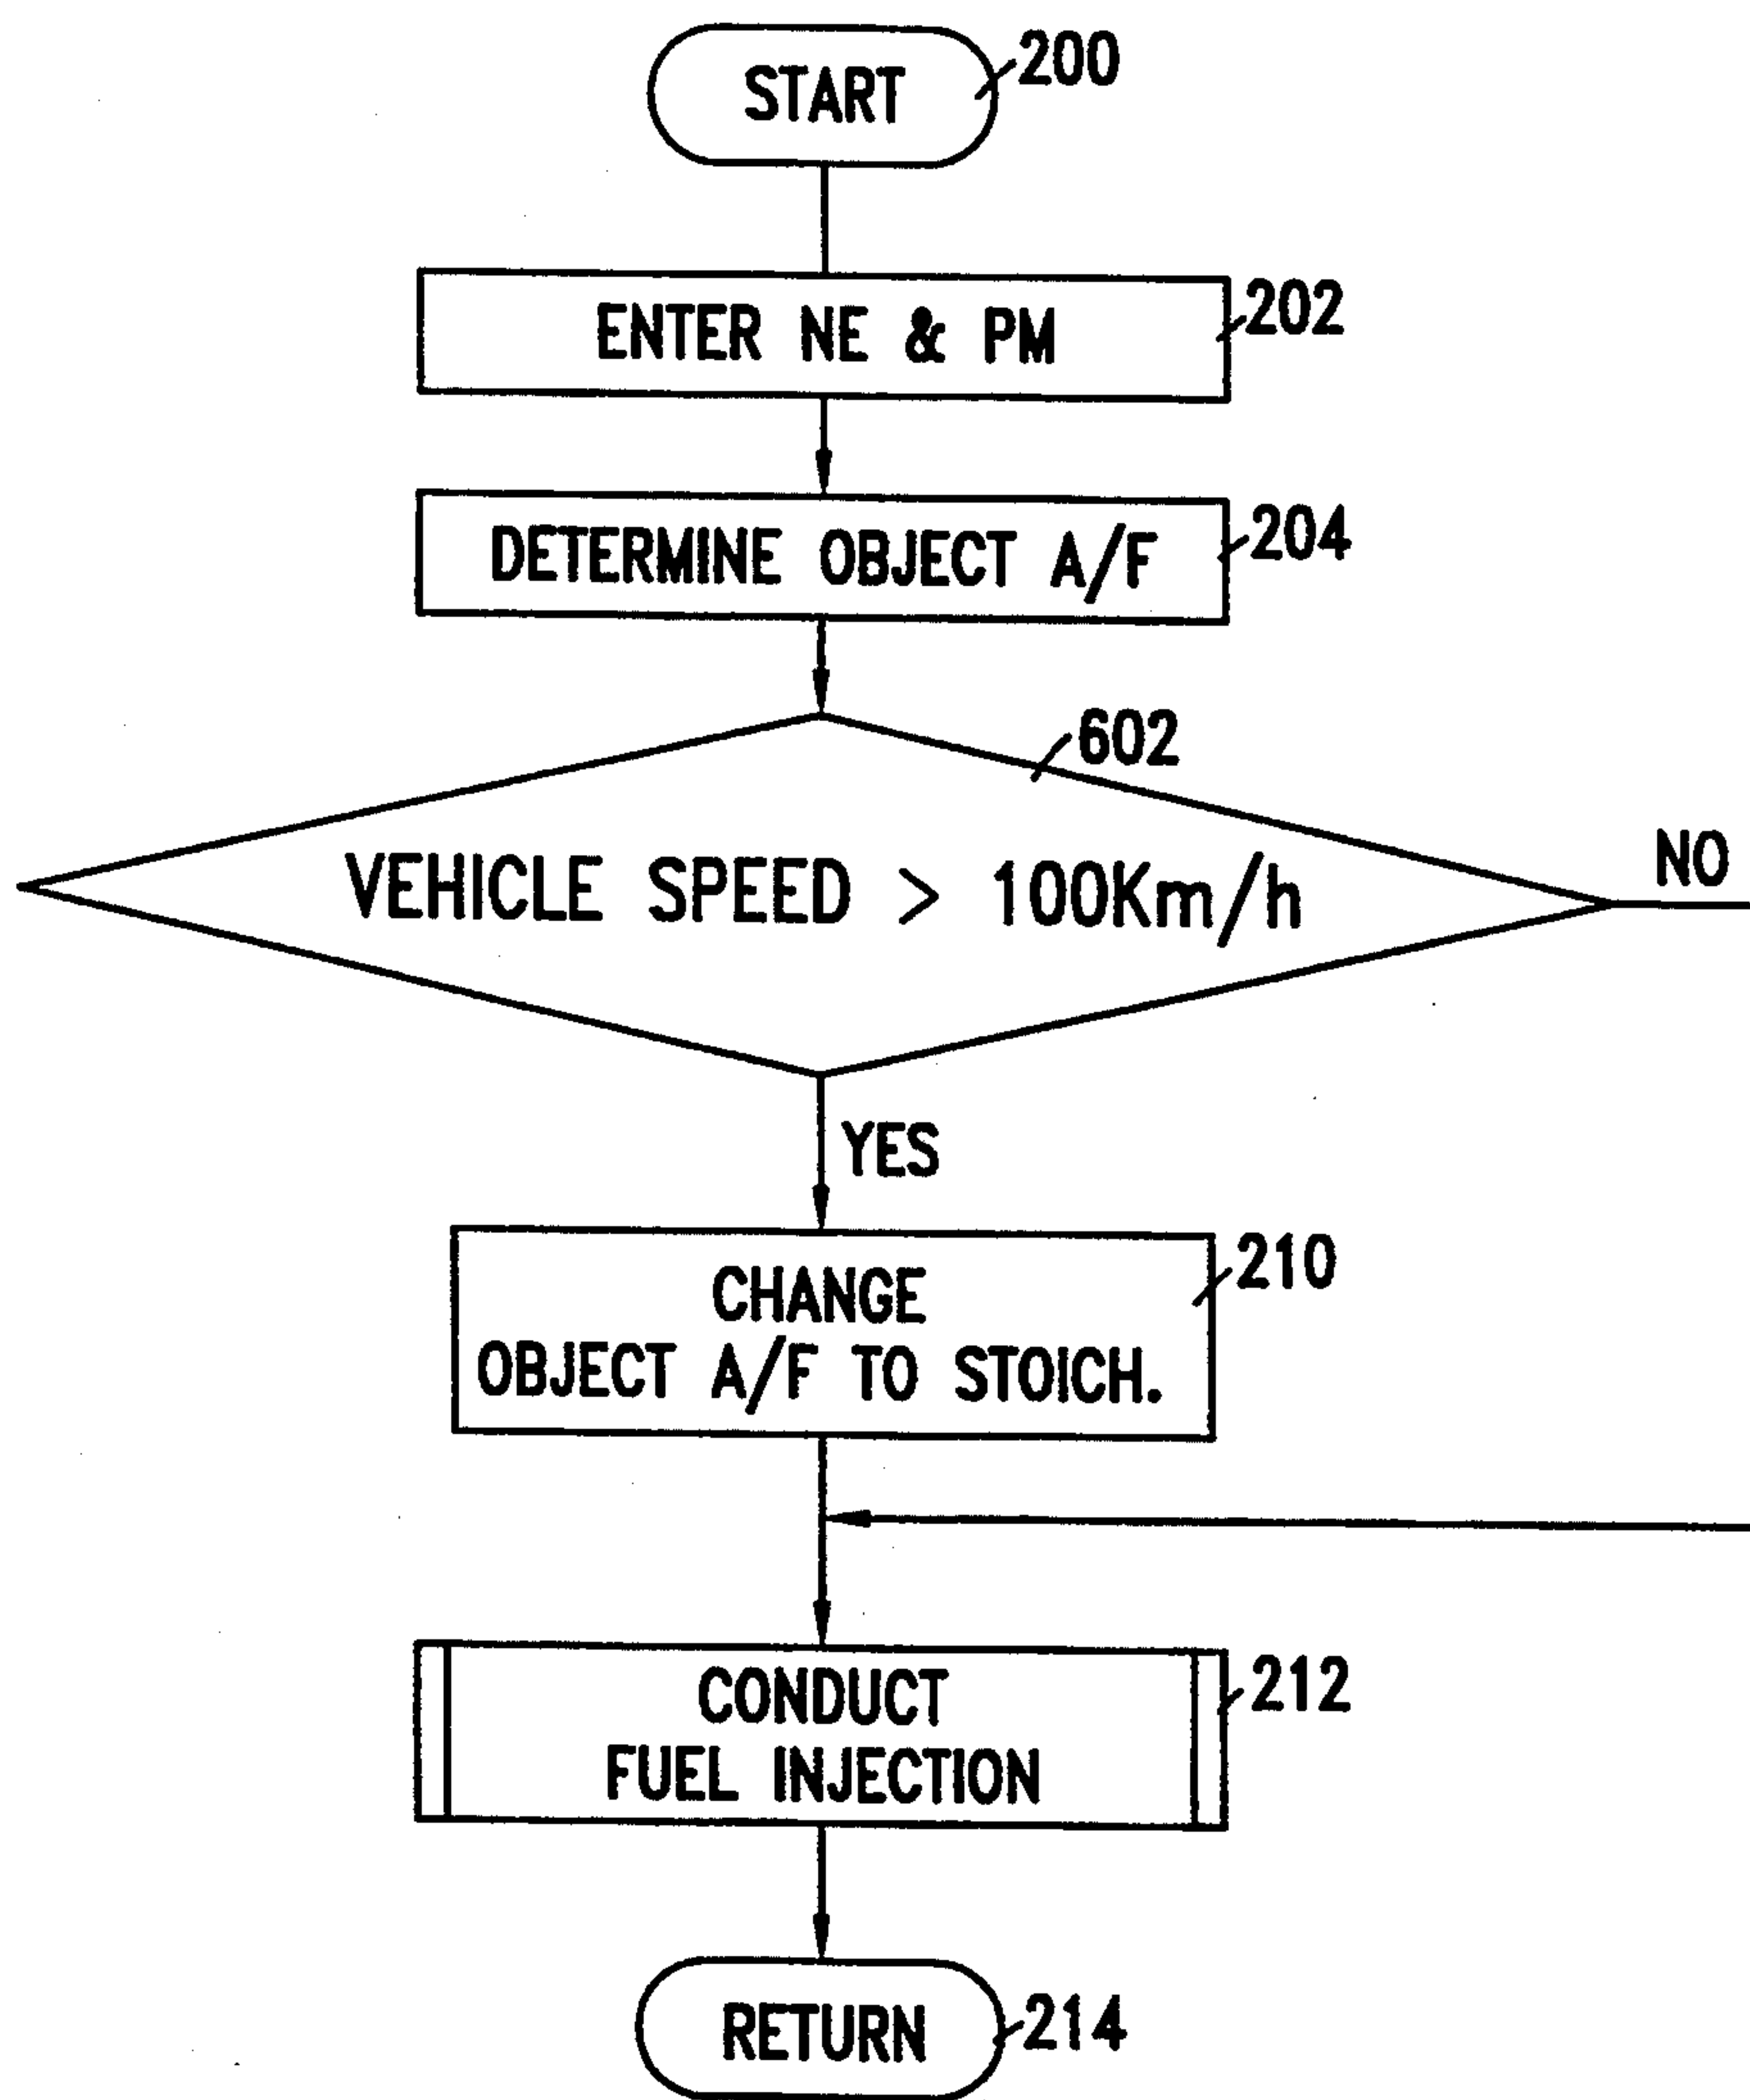 START
200
ENTER NE & PM
202
DETERMINE OBJECT A/F
204
602
VEHICLE SPEED > 100Km/h
NO
YES
CHANGE
OBJECT A/F TO STOICH.
210
CONDUCT
FUEL INJECTION
212
RETURN
214